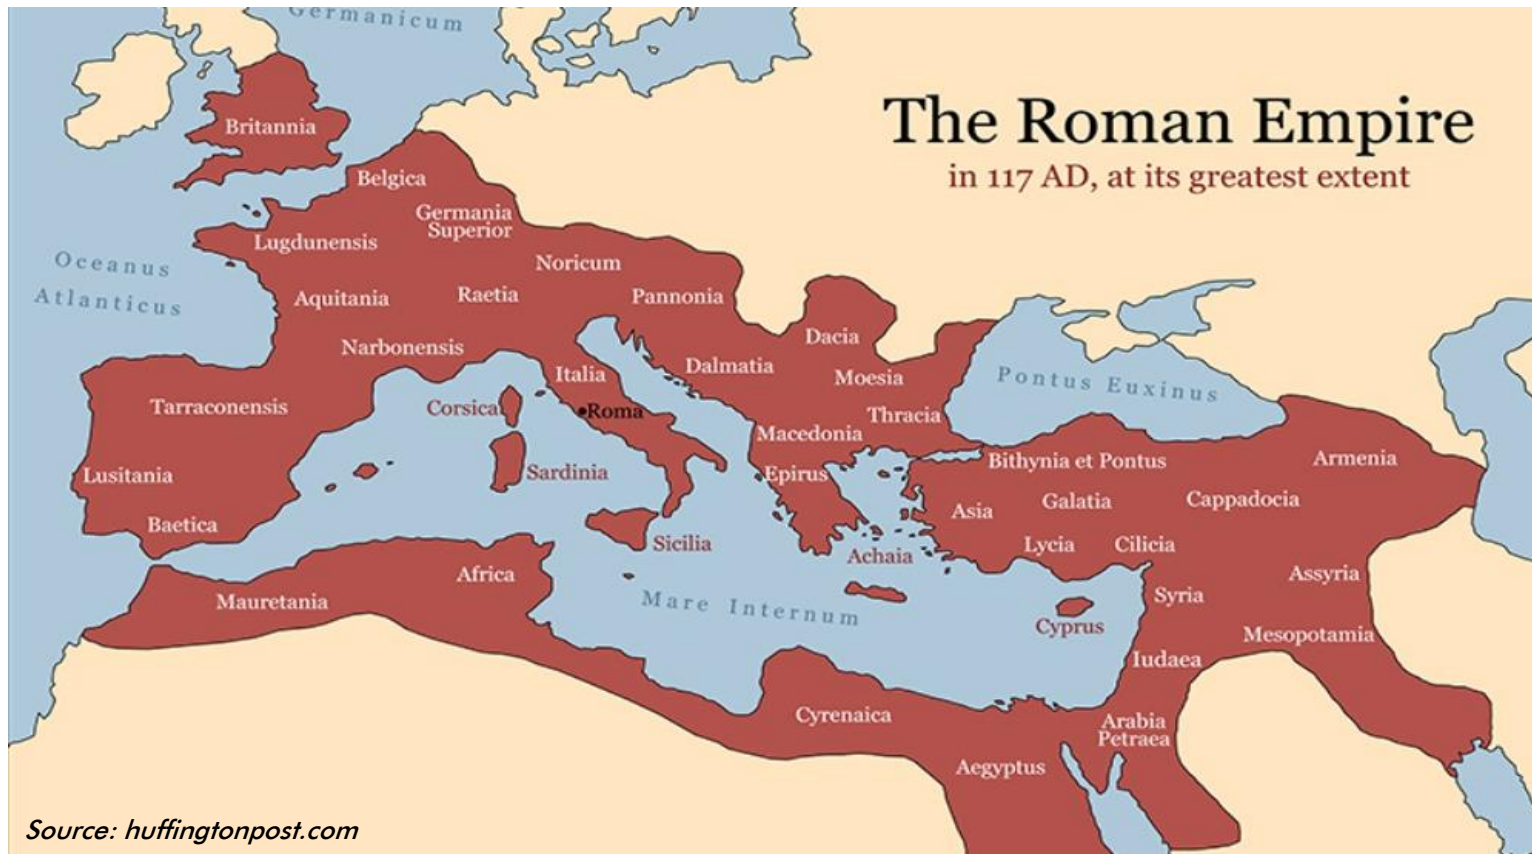 Germanicum
The Roman Empire
in 117 AD, at its greatest extent
Britannia
Belgica
Germania
Superior
Lugdunensis
Oceanus
Atlanticus
Noricum
Aquitania
Raetia
Pannonia
Dacia
Narbonensis
Italia
Dalmatia
Moesia
Pontus Euxinus
Tarraconensis
Corsica
Roma
Thracia
Macedonia
Lusitania
Sardinia
Epirus
Bithynia et Pontus
Armenia
Baetica
Asia
Galatia
Cappadocia
Sicilia
Achaia
Lycia
Cilicia
Africa
Assyria
Mauretania
Mare Internum
Syria
Cyprus
Mesopotamia
Iudaea
Cyrenaica
Arabia
Petraea
Aegyptus
Source: huffingtonpost.com